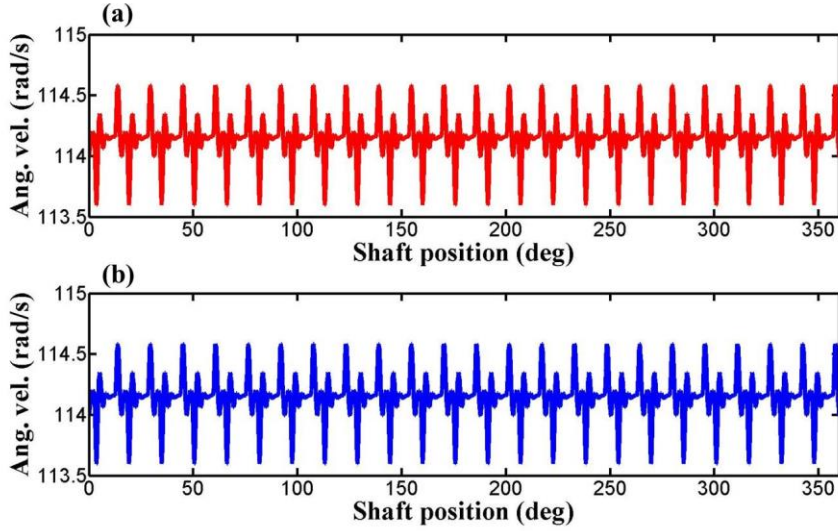 (a)
115
114.5
114
113.5
Ang. vel. (rad/s)
0 50 100 150 200 250 300 350
Shaft position (deg)
(b)
115
114.5
114
113.5
Ang. vel. (rad/s)
0 50 100 150 200 250 300 350
Shaft position (deg)